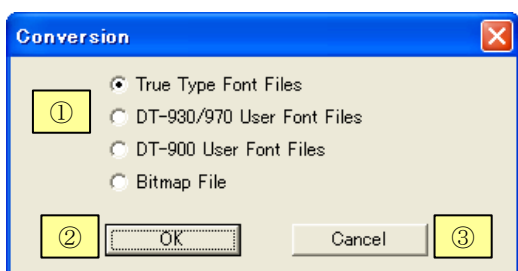 Conversion
True Type Font Files
① DT-930/970 User Font Files
DT-900 User Font Files
Bitmap File
② OK Cancel ③